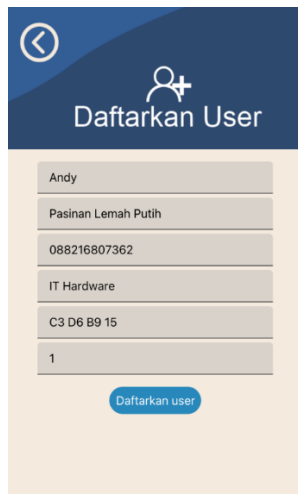 Daftarkan User
Andy
Pasinan Lemah Putih
088216807362
IT Hardware
C3 D6 B9 15
1
Daftarkan user